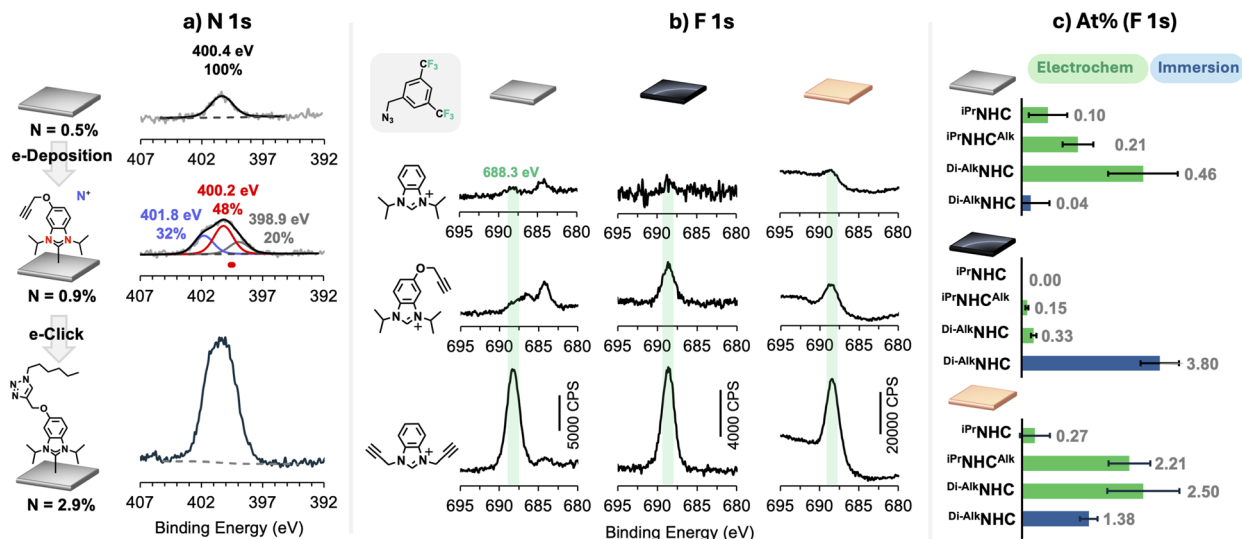 a) N 1s
400.4 eV
100%
N = 0.5%
407 402 397 392
e-Deposition
N⁺
O
N N
N = 0.9%
401.8 eV
32%
400.2 eV
48%
398.9 eV
20%
407 402 397 392
e-Click
N N
N
O
N N
N = 2.9%
407 402 397 392
Binding Energy (eV)
b) F 1s
CF₃
CF₃
N₃
688.3 eV
N N
+
695 690 685 680
695 690 685 680
695 690 685 680
O
N N
+
695 690 685 680
695 690 685 680
695 690 685 680
N N
+
5000 CPS
4000 CPS
20000 CPS
695 690 685 680
695 690 685 680
695 690 685 680
Binding Energy (eV)
c) At% (F 1s)
Electrochem Immersion
iPrNHC 0.10
iPrNHCAlk 0.21
Di-AlkNHC 0.46
Di-AlkNHC 0.04
iPrNHC 0.00
iPrNHCAlk 0.15
Di-AlkNHC 0.33
Di-AlkNHC 3.80
iPrNHC 0.27
iPrNHCAlk 2.21
Di-AlkNHC 2.50
Di-AlkNHC 1.38